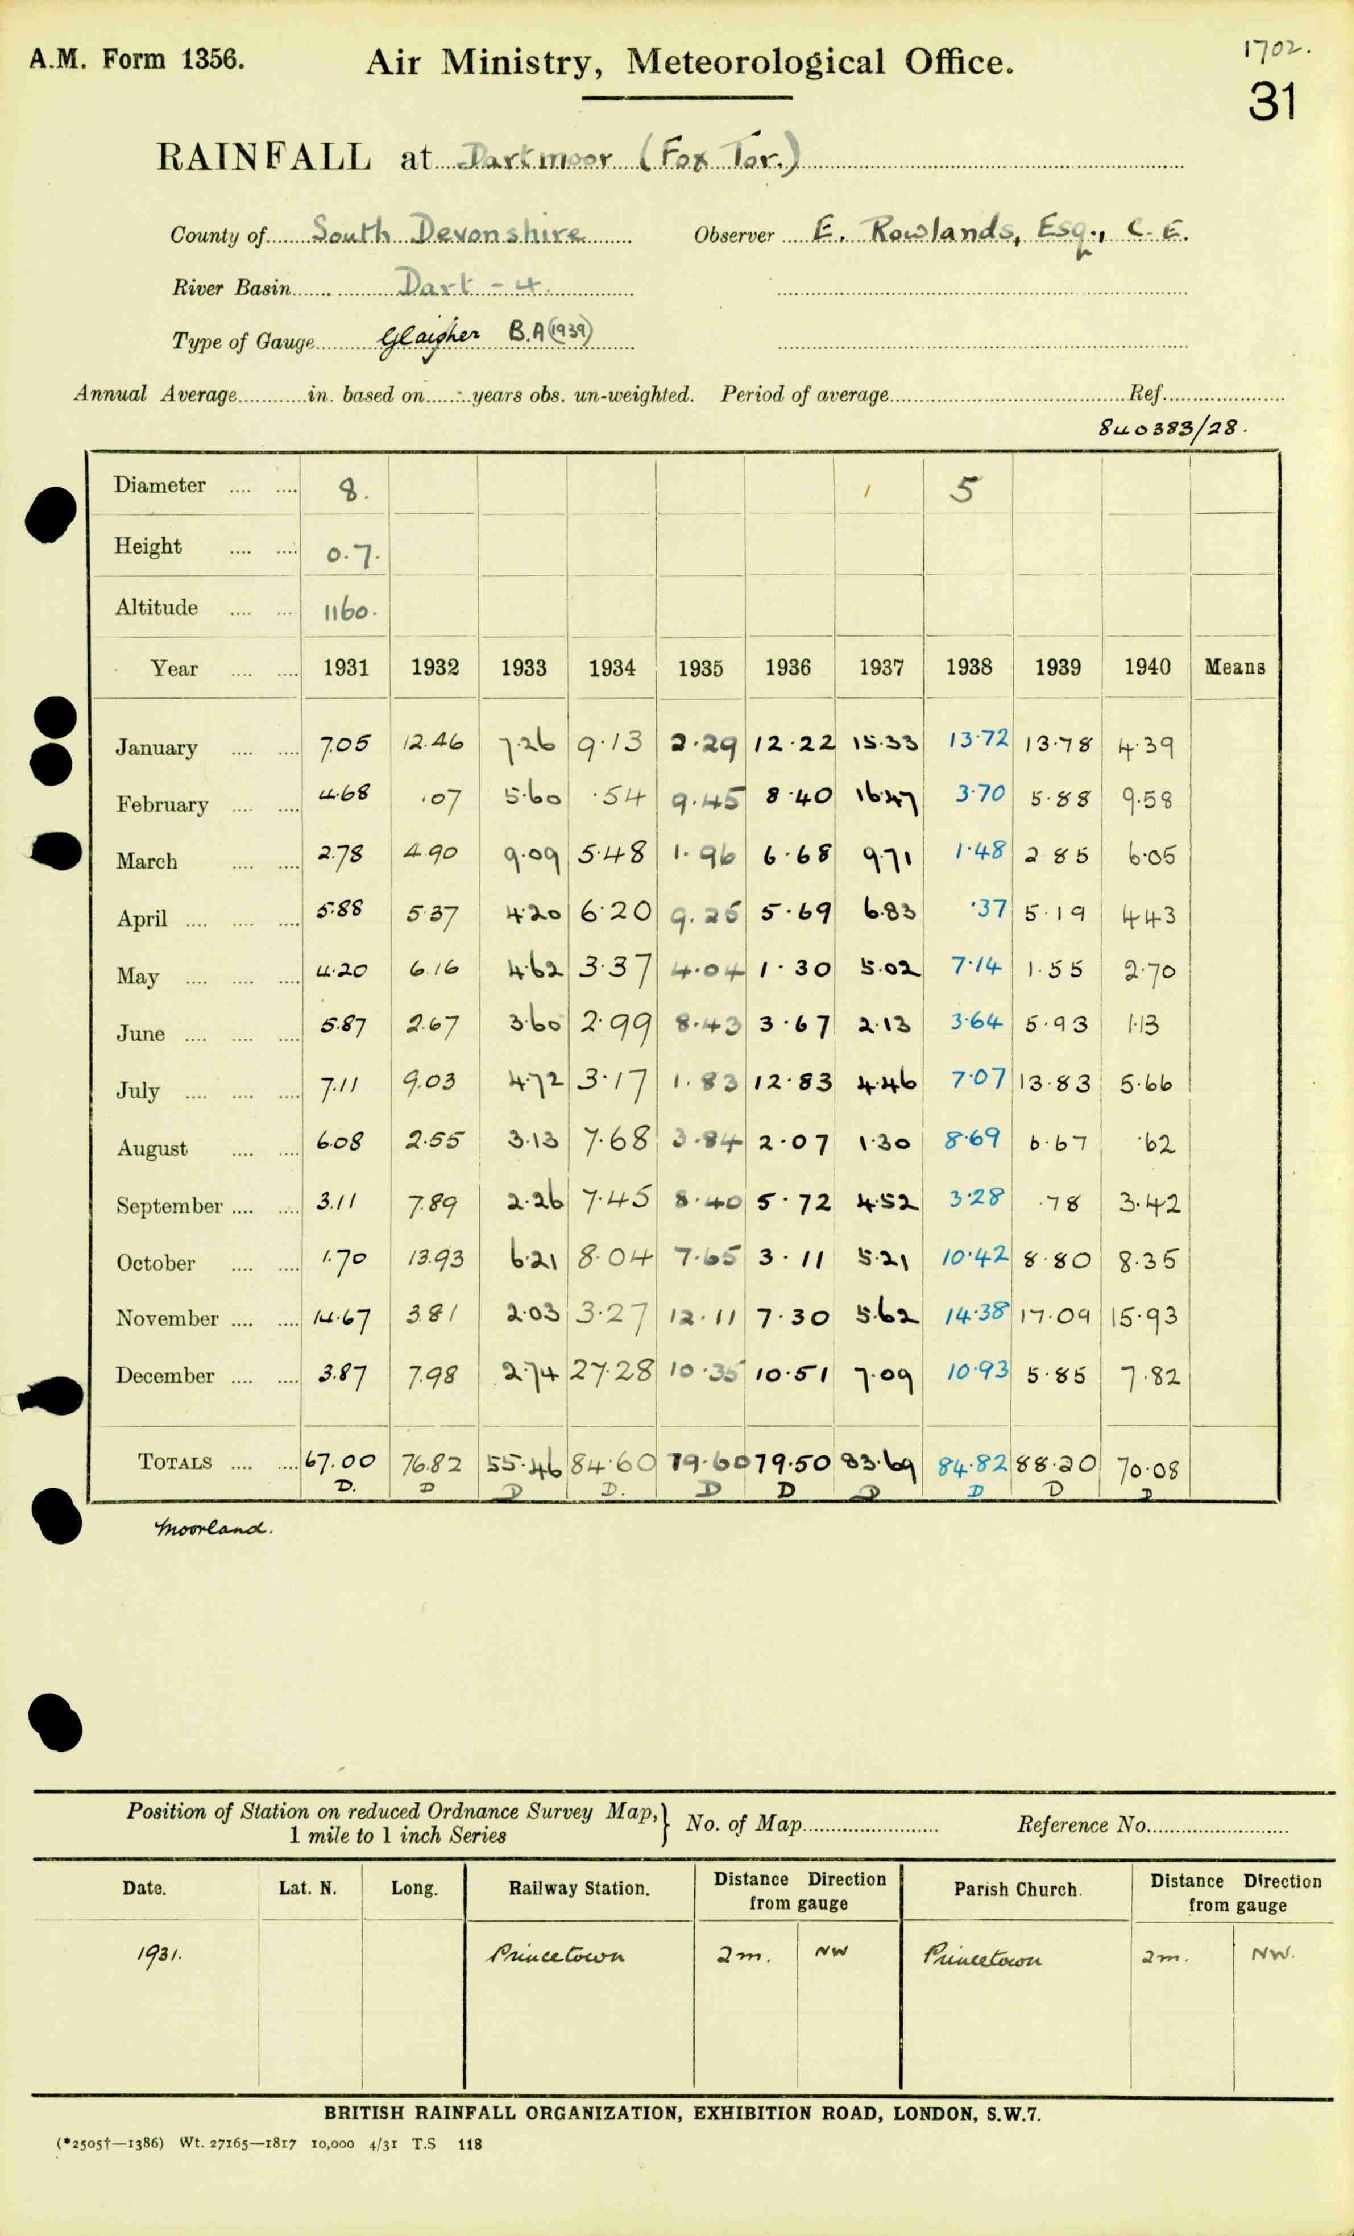 A.M. Form 1356.
Air Ministry, Meteorological Office.
1702.
31
RAINFALL at Dartmoor (Fox Tor.)
County of South Devonshire Observer E. Rowlands, Esq., C.E.
River Basin Dart - 4.
Type of Gauge Glaisher B.A (1939)
Annual Average in. based on years obs. un-weighted. Period of average Ref.
840383/28.
Diameter 8. 5
Height 0.7.
Altitude 1160.
Year 1931 1932 1933 1934 1935 1936 1937 1938 1939 1940 Means
January 7.05 12.46 7.26 9.13 2.29 12.22 15.33 13.72 13.78 4.39
February 4.68 .07 5.60 .54 9.45 8.40 16.47 3.70 5.88 9.58
March 2.78 4.90 9.09 5.48 1.96 6.68 9.71 1.48 2.85 6.05
April 5.88 5.37 4.20 6.20 9.25 5.69 6.83 .37 5.19 4.43
May 4.20 6.16 4.62 3.37 4.04 1.30 5.02 7.14 1.55 2.70
June 5.87 2.67 3.60 2.99 8.43 3.67 2.13 3.64 5.93 1.13
July 7.11 9.03 4.72 3.17 1.83 12.83 4.46 7.07 13.83 5.66
August 6.08 2.55 3.13 7.68 3.84 2.07 1.30 8.69 6.67 .62
September 3.11 7.89 2.26 7.45 8.40 5.72 4.52 3.28 .78 3.42
October 1.70 13.93 6.21 8.04 7.65 3.11 5.21 10.42 8.80 8.35
November 14.67 3.81 2.03 3.27 12.11 7.30 5.62 14.38 17.09 15.93
December 3.87 7.98 2.74 27.28 10.35 10.51 7.09 10.93 5.85 7.82
TOTALS 67.00 76.82 55.46 84.60 79.60 79.50 83.69 84.82 88.20 70.08
D. D D D. D D D D D D
Moorland.
Position of Station on reduced Ordnance Survey Map,} No. of Map Reference No.
1 mile to 1 inch Series
Date. Lat. N. Long. Railway Station. Distance Direction from gauge Parish Church. Distance Direction from gauge
1931. Princetown 2m. NW Princetown 2m. NW.
BRITISH RAINFALL ORGANIZATION, EXHIBITION ROAD, LONDON, S.W.7.
(*2505†—1386) Wt. 27165—1817 10,000 4/31 T.S 118